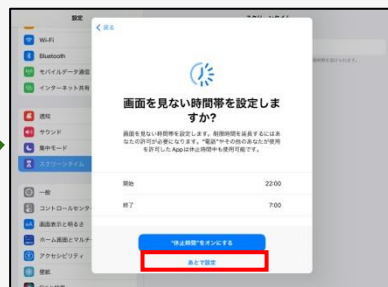 設定
スクリーンタイム
戻る
Wi-Fi
Bluetooth
モバイルデータ通信
インターネット共有
通知
サウンド
集中モード
スクリーンタイム
一般
コントロールセンター
画面表示と明るさ
ホーム画面とマルチ
アクセシビリティ
壁紙
画面を見ない時間帯を設定しま
すか?
画面を見ない時間帯を設定します。制限時間を延長するにはあ
なたの許可が必要になります。"電話"やその他のあなたが使用
を許可したAppは休止時間中も使用可能です。
開始 22:00
終了 7:00
"休止時間"をオンにする
あとで設定